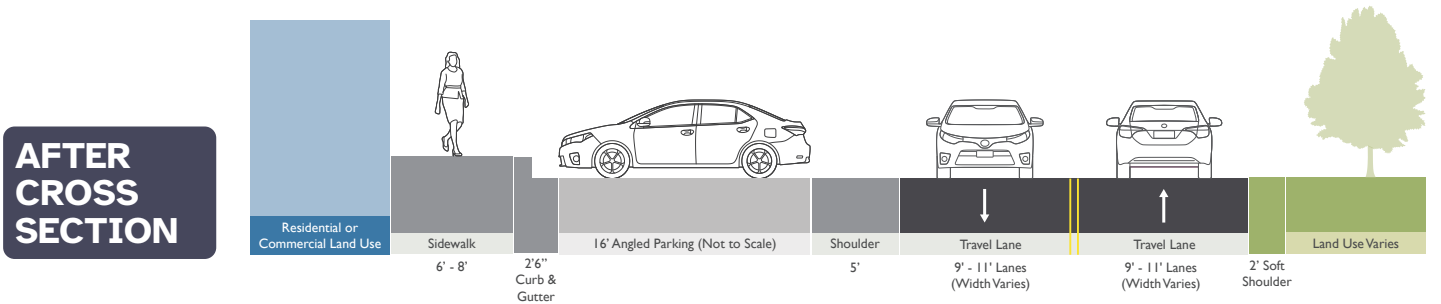 AFTER
CROSS
SECTION
Residential or
Commercial Land Use
Sidewalk
6' - 8'
2'6”
Curb &
Gutter
16' Angled Parking (Not to Scale)
Shoulder
5'
Travel Lane
9' - 11' Lanes
(Width Varies)
Travel Lane
9' - 11' Lanes
(Width Varies)
2' Soft
Shoulder
Land Use Varies